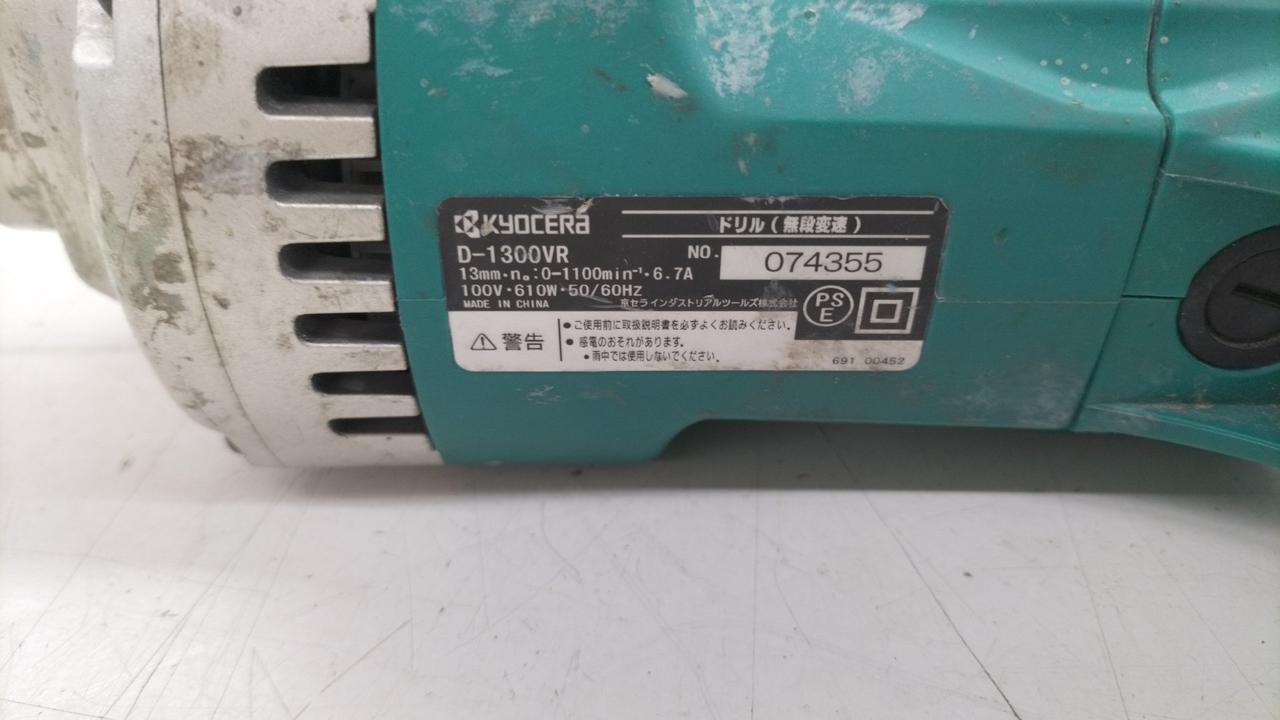 KYOCERa
ドリル(無段変速)
D-1300VR
NO. 074355
13mm・n₀:0-1100min⁻¹・6.7A
100V・610W・50/60Hz
MADE IN CHINA
京セラインダストリアルツールズ株式会社
PS
E
⚠ 警告
●ご使用前に取扱説明書を必ずよくお読みください。
●感電のおそれがあります。
●雨中では使用しないでください。
691 00452